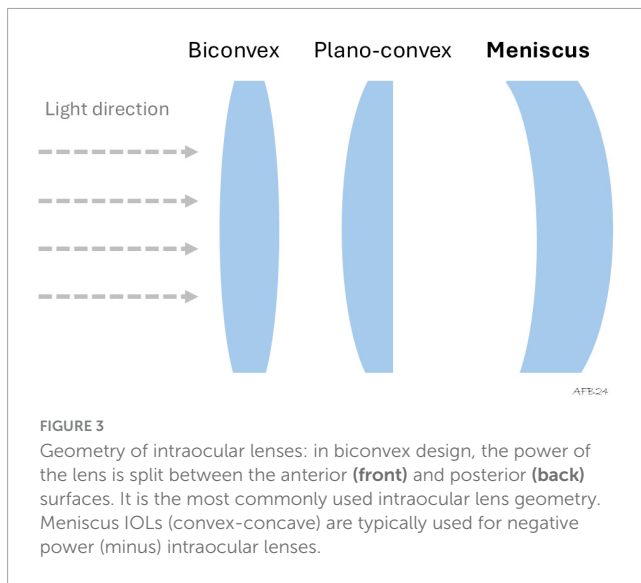 Biconvex Plano-convex Meniscus
Light direction
AFB24
FIGURE 3
Geometry of intraocular lenses: in biconvex design, the power of
the lens is split between the anterior (front) and posterior (back)
surfaces. It is the most commonly used intraocular lens geometry.
Meniscus IOLs (convex-concave) are typically used for negative
power (minus) intraocular lenses.